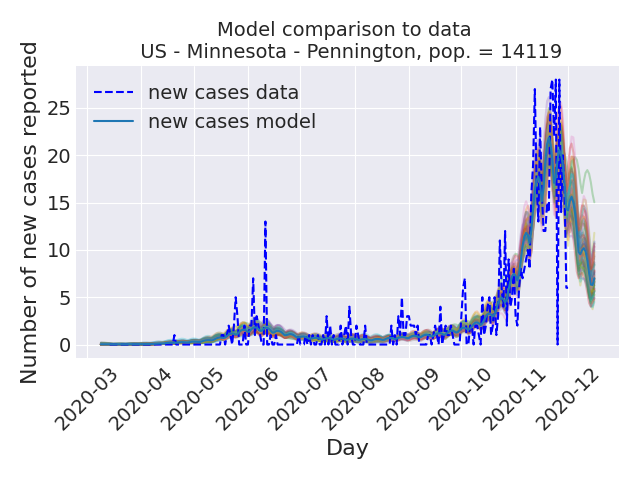 Model comparison to data
US - Minnesota - Pennington, pop. = 14119
Number of new cases reported
25
20
15
10
5
0
new cases data
new cases model
2020-03
2020-04
2020-05
2020-06
2020-07
2020-08
2020-09
2020-10
2020-11
2020-12
Day